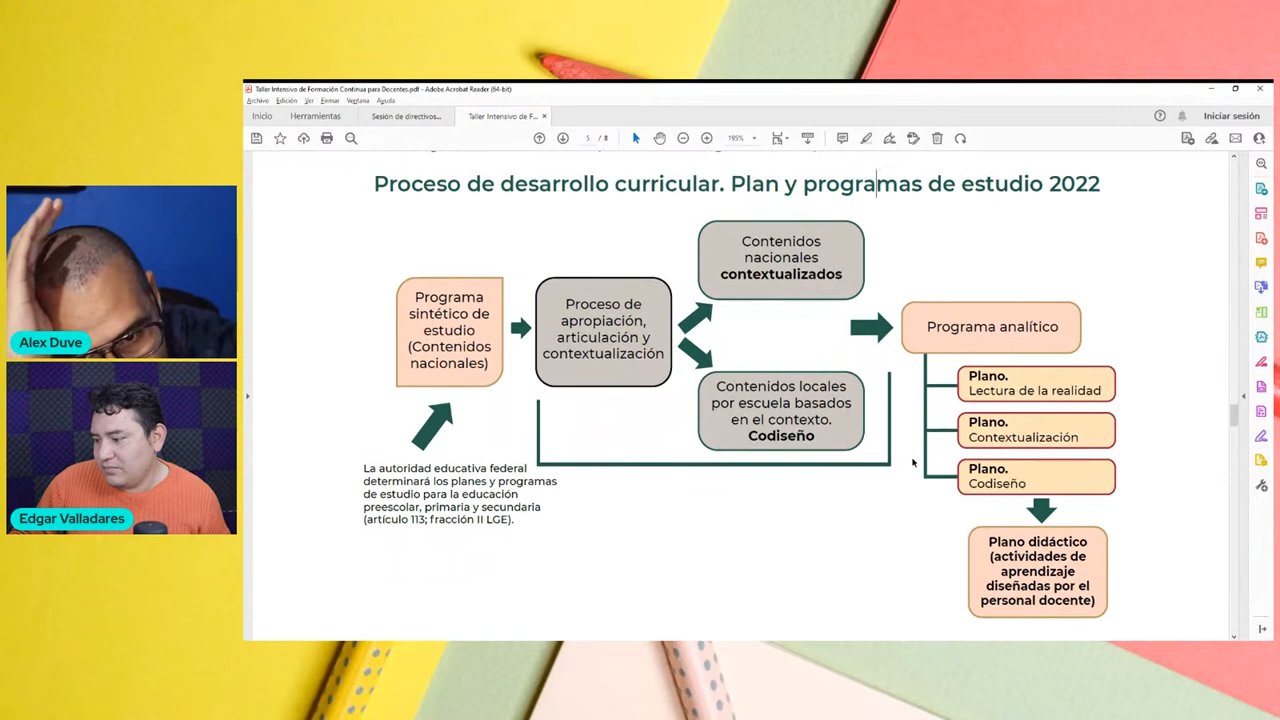 Taller Intensivo de Formación Continua para Docentes.pdf - Adobe Acrobat Reader (64-bit)
Archivo Edición Ver Firmar Ventana Ayuda
Inicio Herramientas Sesión de directivos... Taller Intensivo de F... × Iniciar sesión
5 / 8 195%
Proceso de desarrollo curricular. Plan y programas de estudio 2022
Programa
sintético de
estudio
(Contenidos
nacionales)
Proceso de
apropiación,
articulación y
contextualización
Contenidos
nacionales
contextualizados
Contenidos locales
por escuela basados
en el contexto.
Codiseño
Programa analítico
Plano.
Lectura de la realidad
Plano.
Contextualización
Plano.
Codiseño
Plano didáctico
(actividades de
aprendizaje
diseñadas por el
personal docente)
La autoridad educativa federal
determinará los planes y programas
de estudio para la educación
preescolar, primaria y secundaria
(artículo 113; fracción II LGE).
Alex Duve
Edgar Valladares